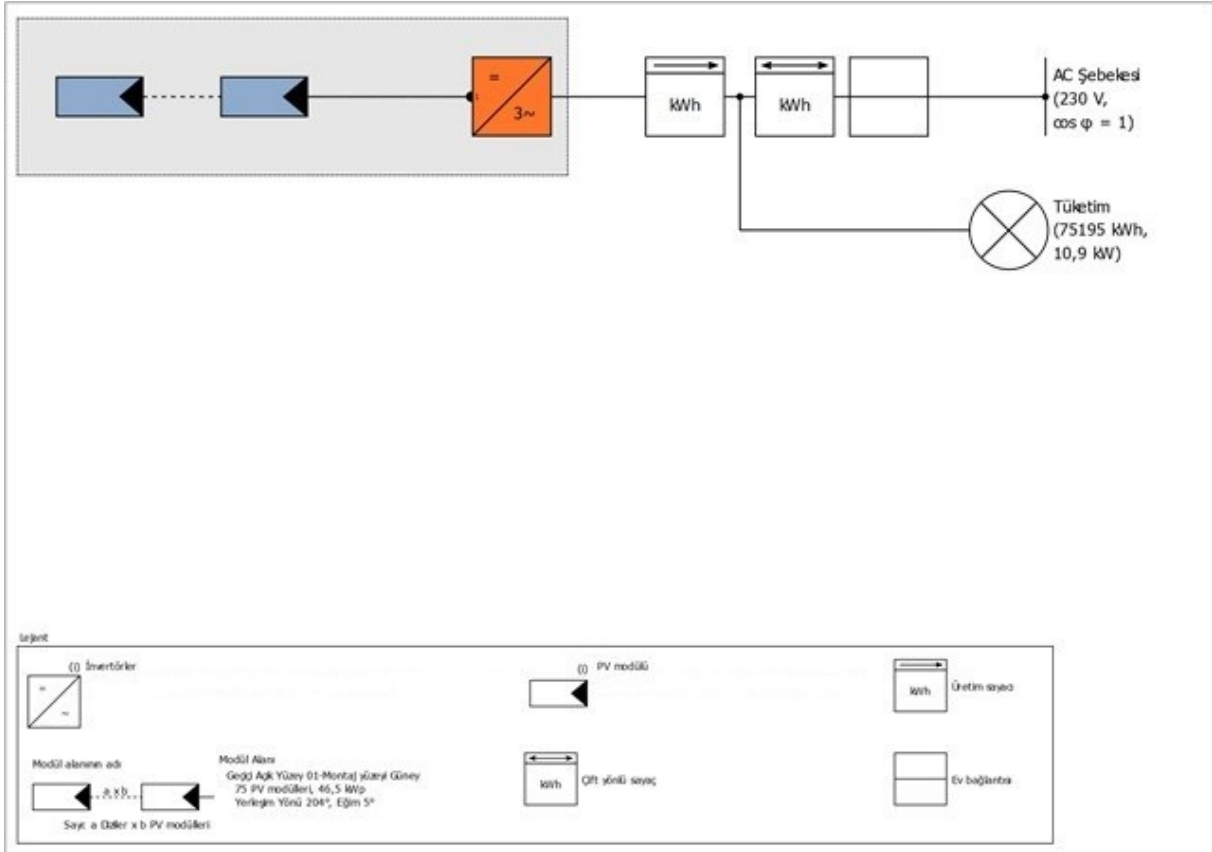 =
3~
kWh
kWh
AC Şebekesi
(230 V,
cos φ = 1)
Tüketim
(75195 kWh,
10,9 kW)
Lejant
(i) İnvertörler
=
~
(i) PV modülü
kWh
Üretim sayacı
Modül alanının adı
a x b
Sayı: a Diziler x b PV modülleri
Modül Alanı
Açık Yüzey 01-Montaj yüzeyi Güney
75 PV modülleri, 46,5 kWp
Yerleşim Yönü 204°, Eğim 5°
kWh
Çift yönlü sayaç
Ev bağlantısı